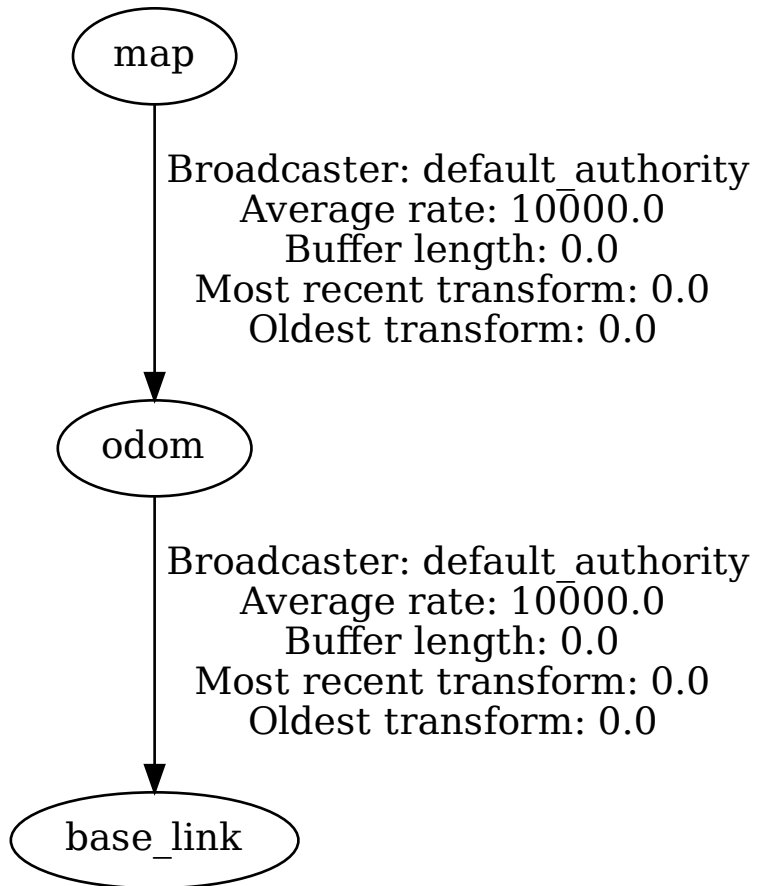 map
Broadcaster: default_authority
Average rate: 10000.0
Buffer length: 0.0
Most recent transform: 0.0
Oldest transform: 0.0
odom
Broadcaster: default_authority
Average rate: 10000.0
Buffer length: 0.0
Most recent transform: 0.0
Oldest transform: 0.0
base_link